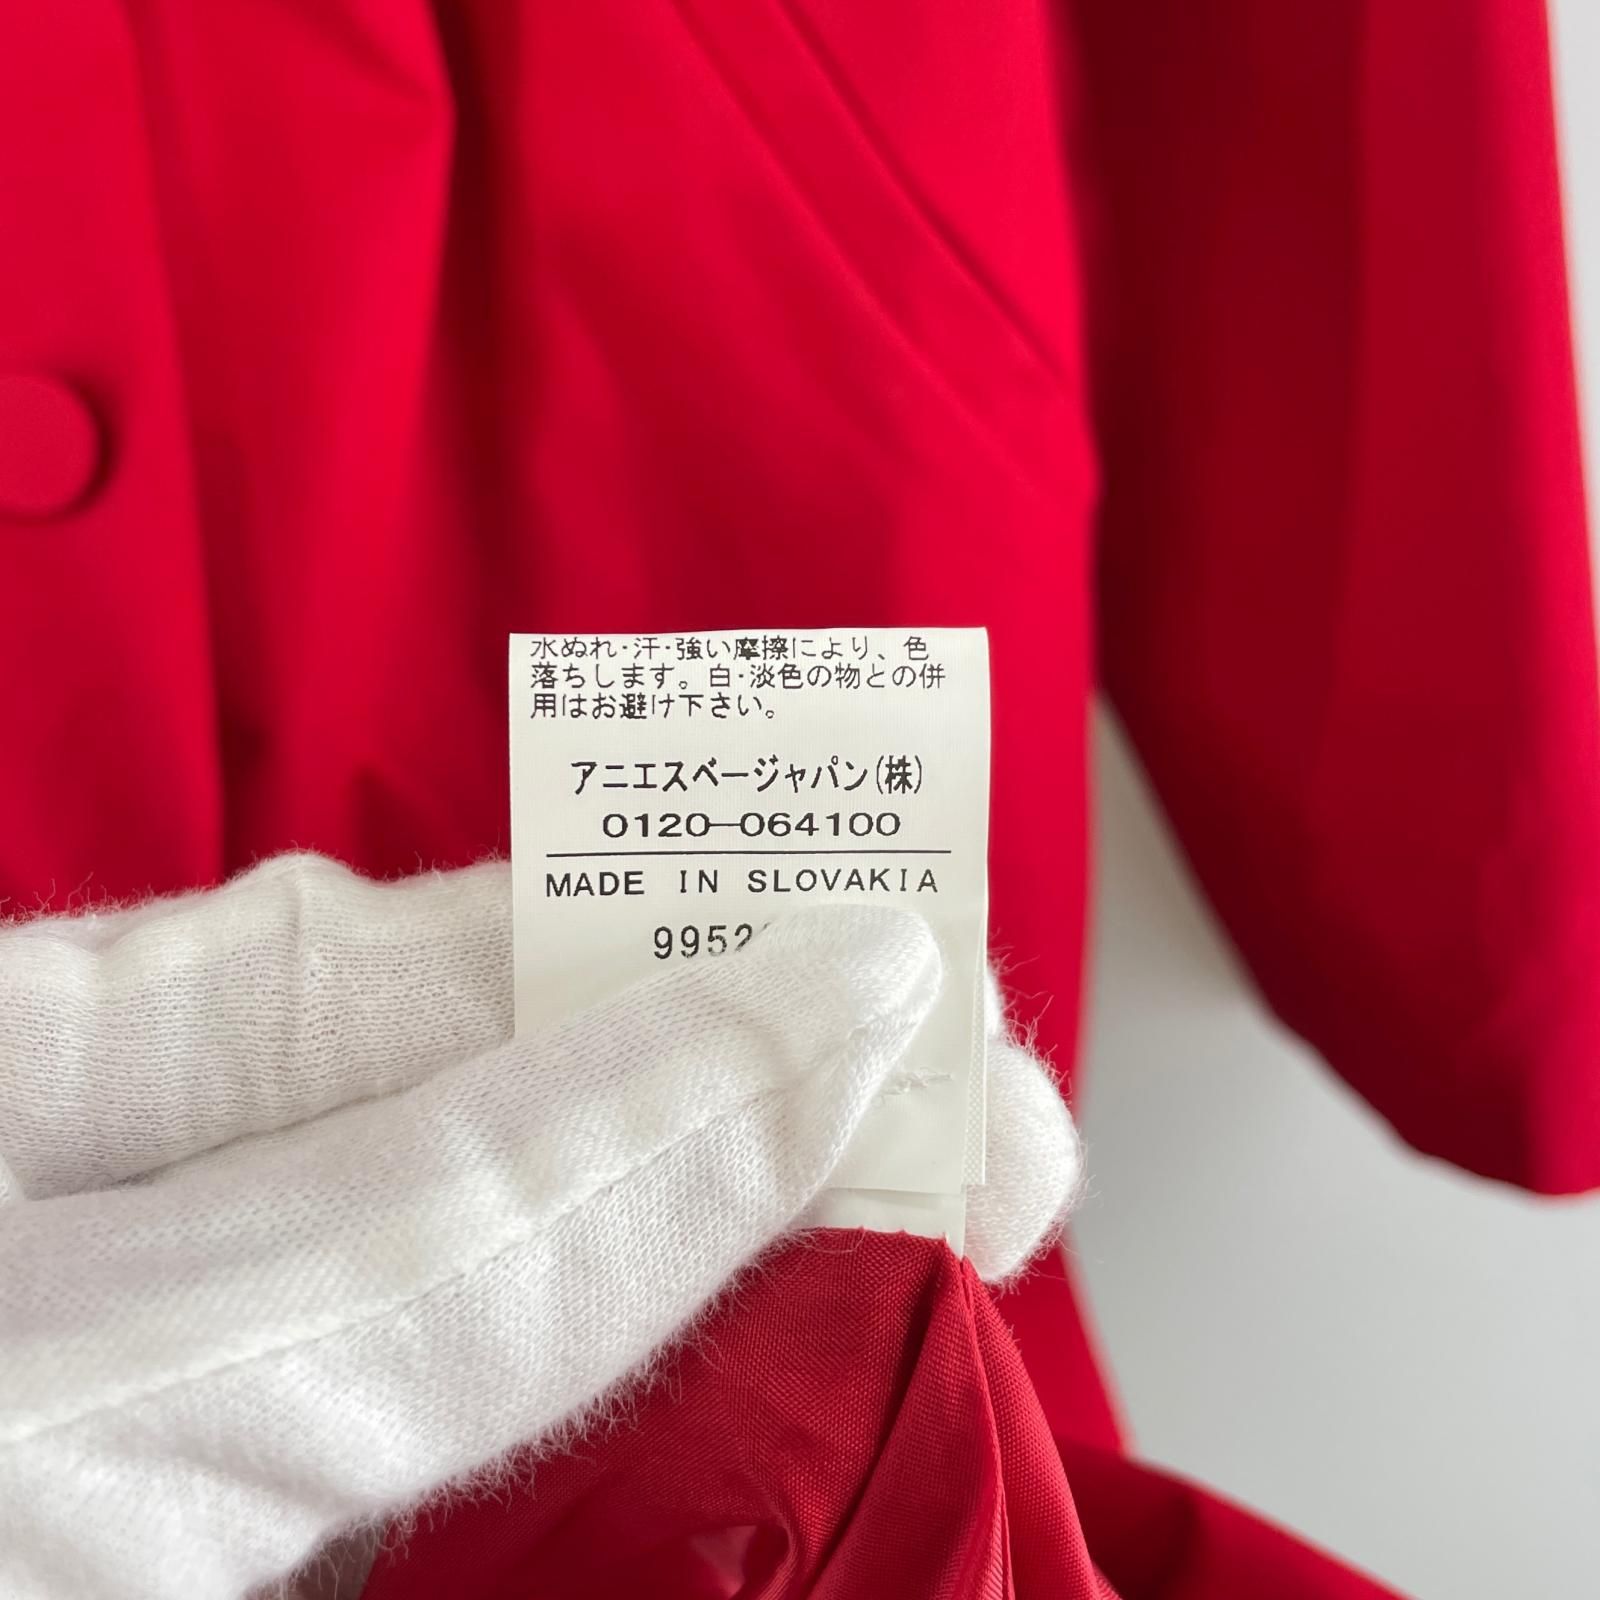 水ぬれ・汗・強い摩擦により、色
落ちします。白・淡色の物との併
用はお避け下さい。
アニエスベージャパン(株)
0120-064100
MADE IN SLOVAKIA
9952